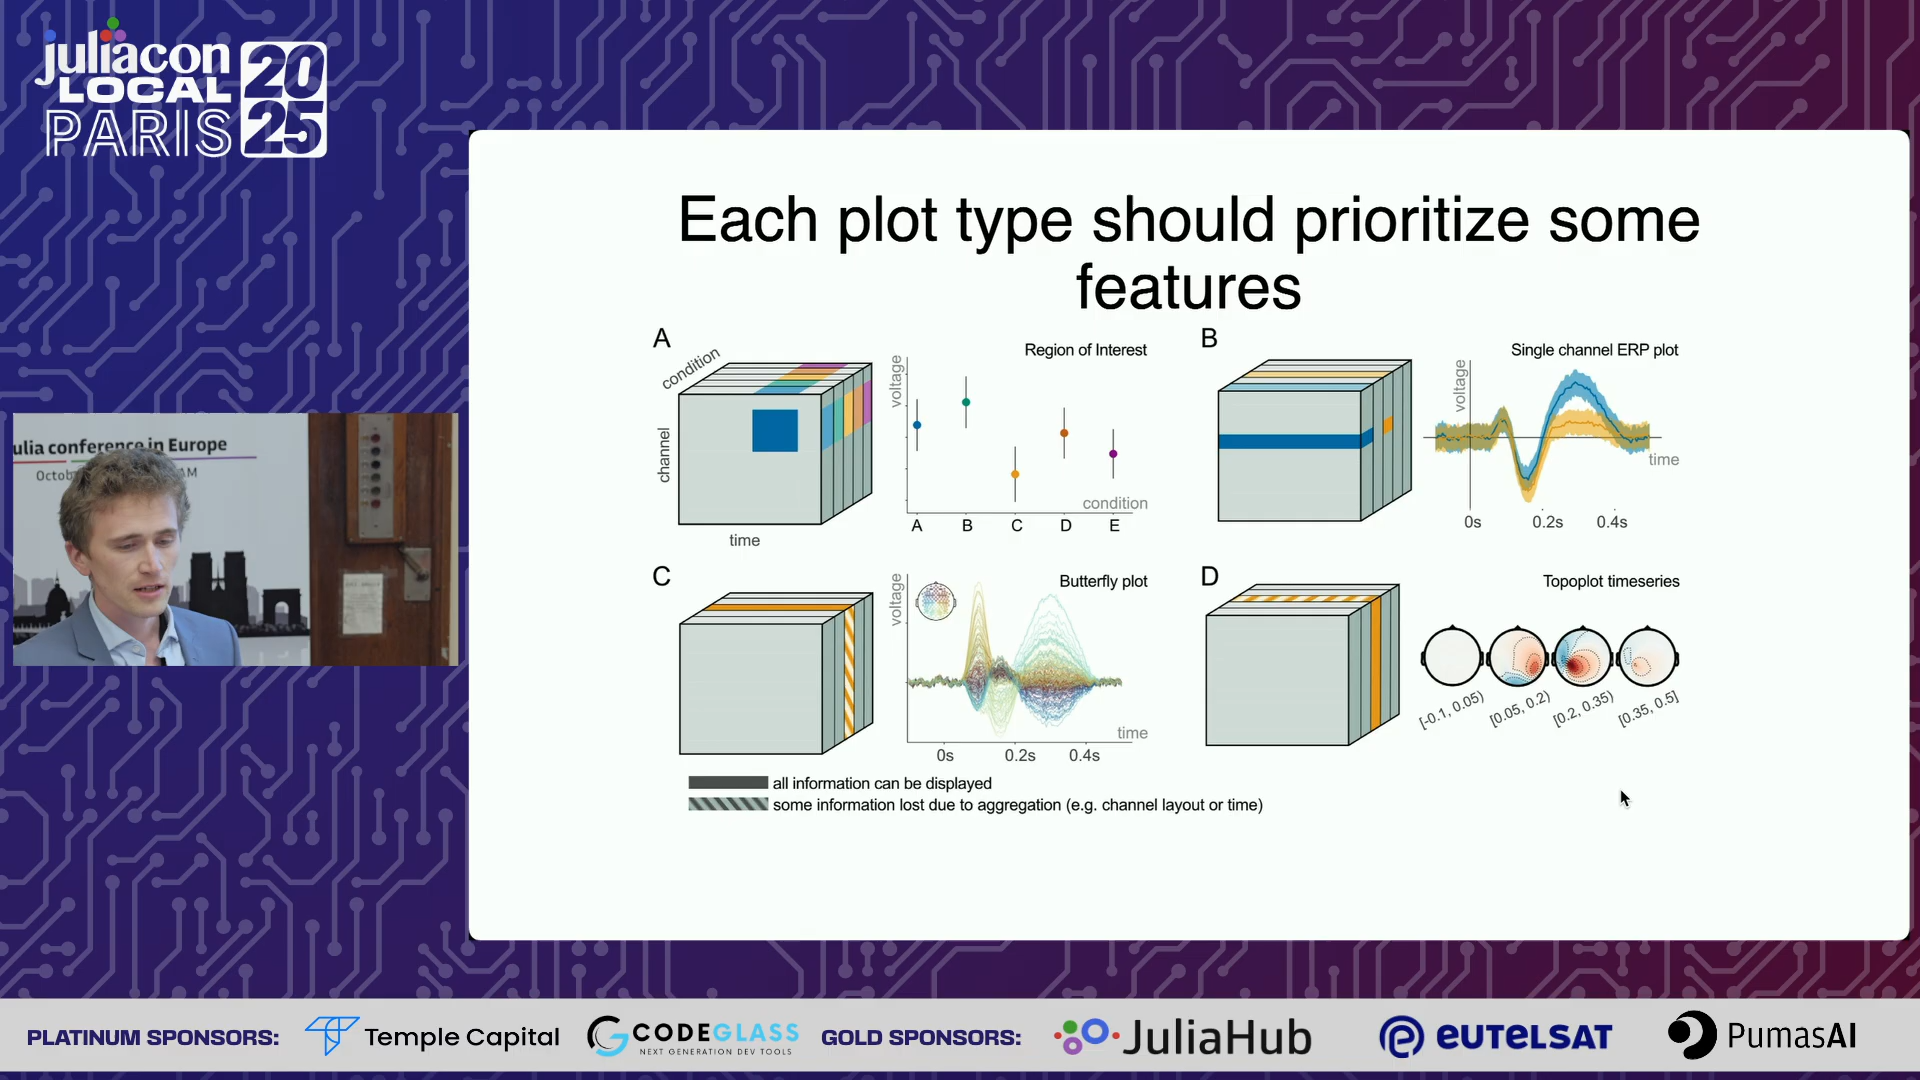 juliacon
LOCAL
PARIS
20
25
Each plot type should prioritize some
features
A
condition
channel
time
voltage
Region of Interest
condition
A B C D E
B
voltage
Single channel ERP plot
time
0s 0.2s 0.4s
C
voltage
Butterfly plot
time
0s 0.2s 0.4s
D
Topoplot timeseries
[-0.1, 0.05) [0.05, 0.2) [0.2, 0.35) [0.35, 0.5]
all information can be displayed
some information lost due to aggregation (e.g. channel layout or time)
ulia conference in Europe
Octob AM
PLATINUM SPONSORS: Temple Capital CODEGLASS GOLD SPONSORS: JuliaHub eutelsat PumasAI
NEXT GENERATION DEV TOOLS